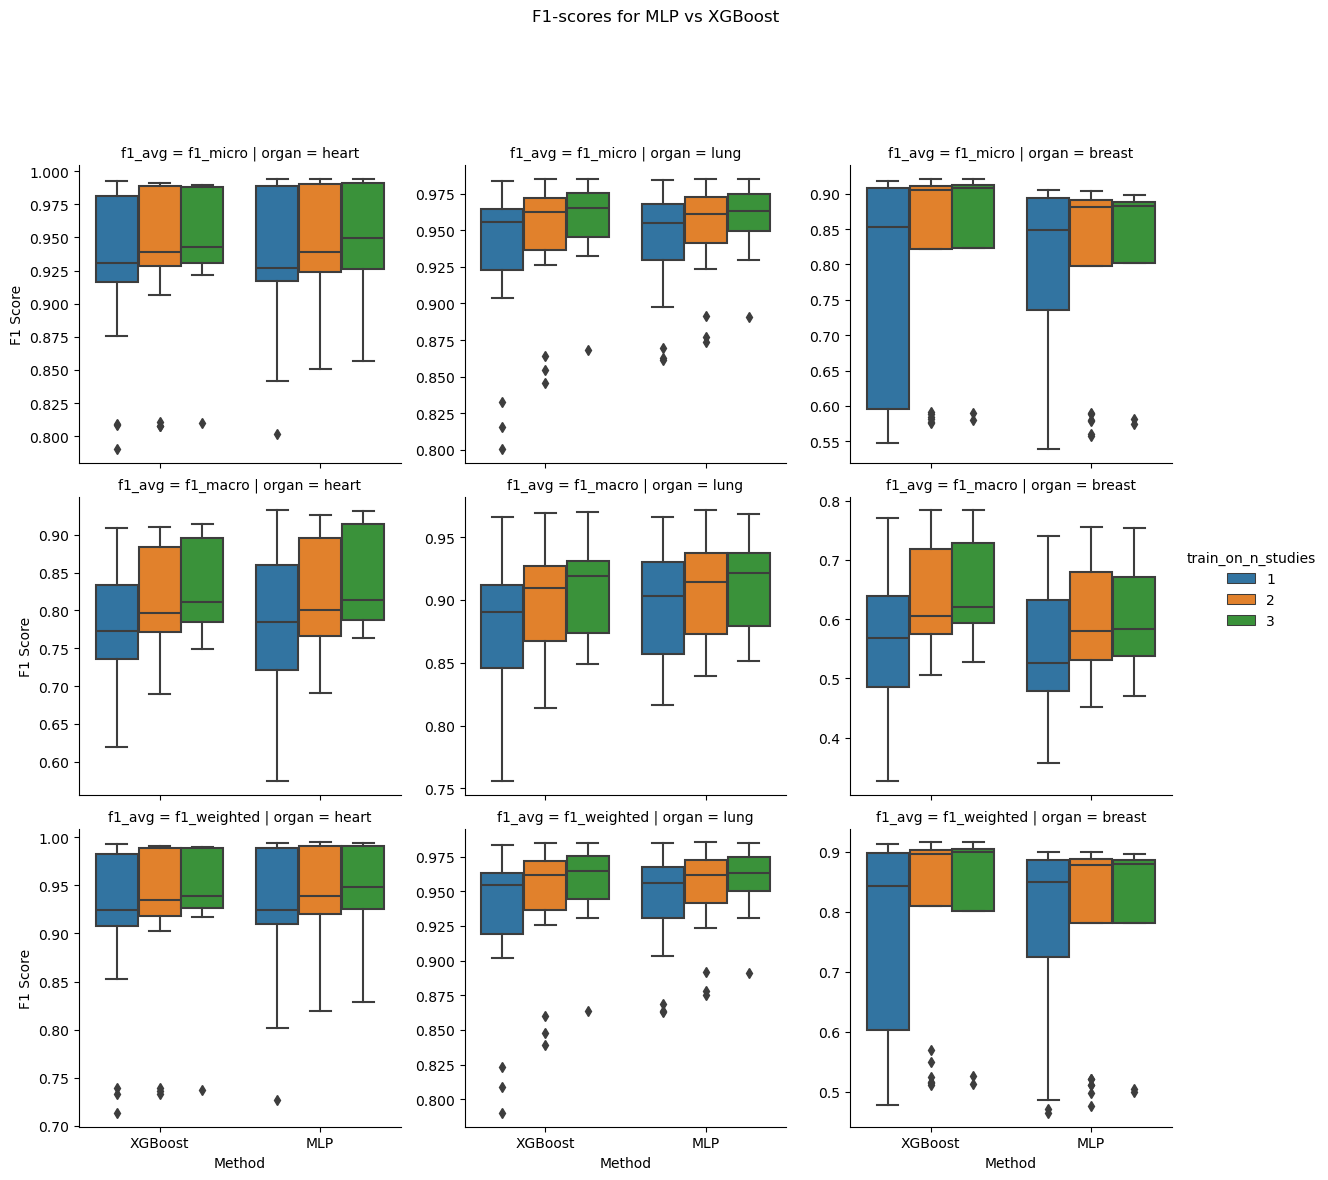 F1-scores for MLP vs XGBoost
f1_avg = f1_micro | organ = heart
f1_avg = f1_micro | organ = lung
f1_avg = f1_micro | organ = breast
1.000
0.975
0.950
0.925
0.900
0.875
0.850
0.825
0.800
F1 Score
0.975
0.950
0.925
0.900
0.875
0.850
0.825
0.800
0.90
0.85
0.80
0.75
0.70
0.65
0.60
0.55
f1_avg = f1_macro | organ = heart
f1_avg = f1_macro | organ = lung
f1_avg = f1_macro | organ = breast
0.90
0.85
0.80
0.75
0.70
0.65
0.60
F1 Score
0.95
0.90
0.85
0.80
0.75
0.8
0.7
0.6
0.5
0.4
train_on_n_studies
1
2
3
f1_avg = f1_weighted | organ = heart
f1_avg = f1_weighted | organ = lung
f1_avg = f1_weighted | organ = breast
1.00
0.95
0.90
0.85
0.80
0.75
0.70
F1 Score
0.975
0.950
0.925
0.900
0.875
0.850
0.825
0.800
0.9
0.8
0.7
0.6
0.5
XGBoost
MLP
XGBoost
MLP
XGBoost
MLP
Method
Method
Method